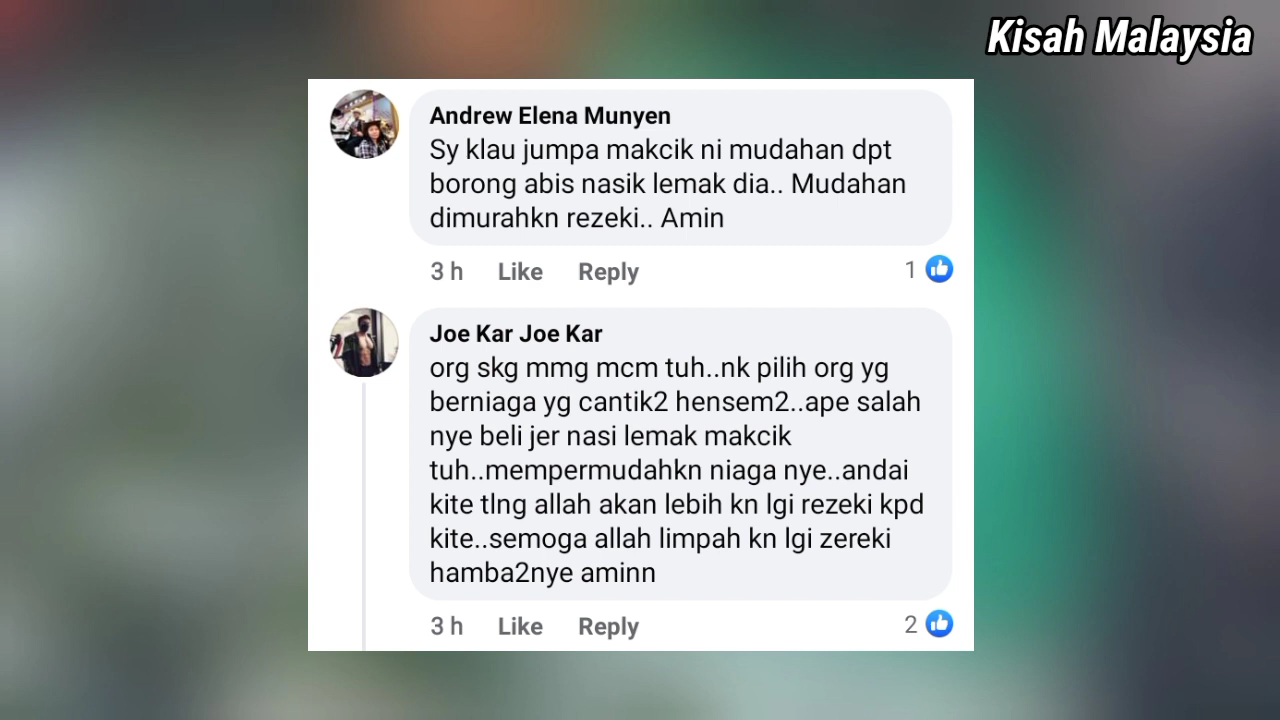 Kisah Malaysia
Andrew Elena Munyen
Sy klau jumpa makcik ni mudahan dpt
borong abis nasik lemak dia.. Mudahan
dimurahkn rezeki.. Amin
3 h Like Reply 1
Joe Kar Joe Kar
org skg mmg mcm tuh..nk pilih org yg
berniaga yg cantik2 hensem2..ape salah
nye beli jer nasi lemak makcik
tuh..mempermudahkn niaga nye..andai
kite tlng allah akan lebih kn lgi rezeki kpd
kite..semoga allah limpah kn lgi zereki
hamba2nye aminn
3 h Like Reply 2